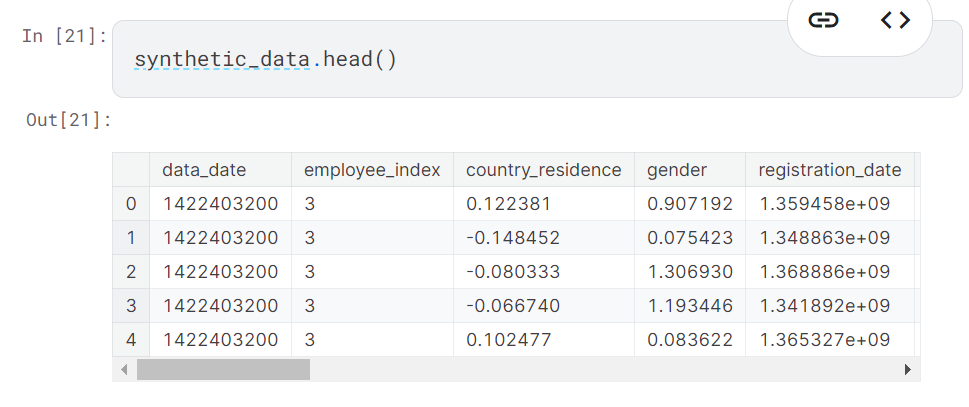 In [21]:
synthetic_data.head()
Out[21]:
data_date employee_index country_residence gender registration_date
0 1422403200 3 0.122381 0.907192 1.359458e+09
1 1422403200 3 -0.148452 0.075423 1.348863e+09
2 1422403200 3 -0.080333 1.306930 1.368886e+09
3 1422403200 3 -0.066740 1.193446 1.341892e+09
4 1422403200 3 0.102477 0.083622 1.365327e+09